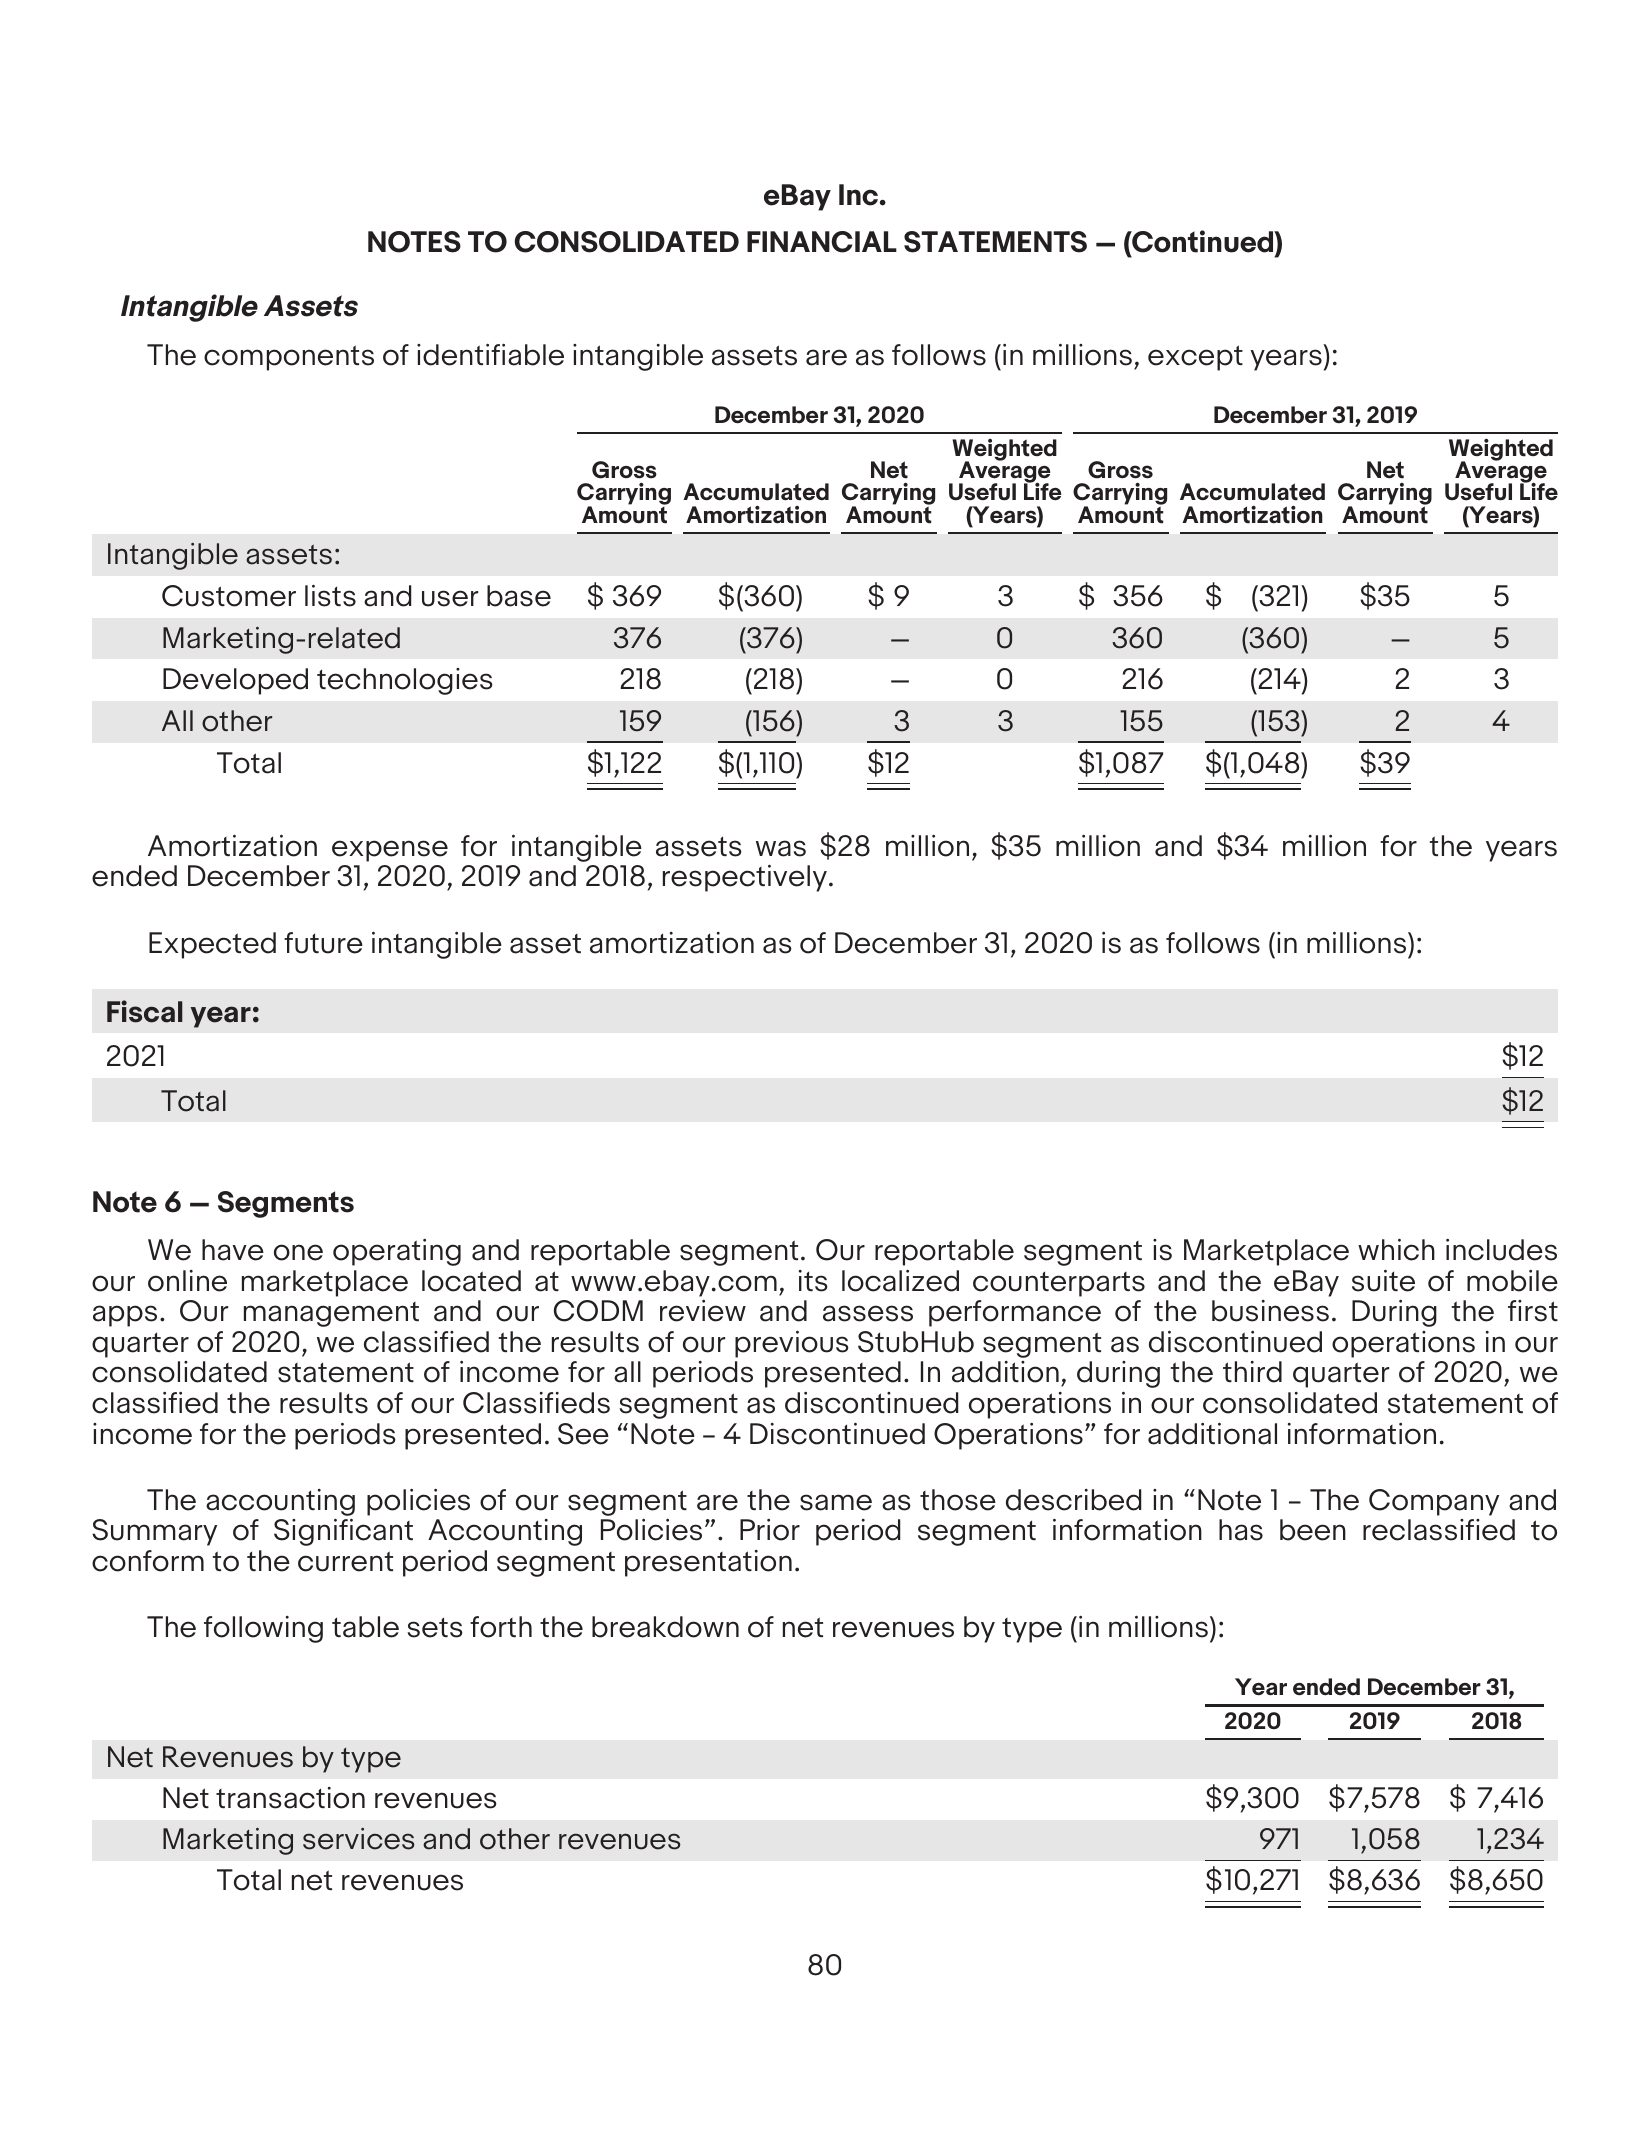 eBay Inc.
NOTES TO CONSOLIDATED FINANCIAL STATEMENTS — (Continued)
Intangible Assets
The components of identifiable intangible assets are as follows (in millions, except years):
December 31, 2020 December 31, 2019
Gross Carrying Amount Accumulated Amortization Net Carrying Amount Weighted Average Useful Life (Years) Gross Carrying Amount Accumulated Amortization Net Carrying Amount Weighted Average Useful Life (Years)
Intangible assets:
Customer lists and user base $ 369 $(360) $ 9 3 $ 356 $ (321) $35 5
Marketing-related 376 (376) — 0 360 (360) — 5
Developed technologies 218 (218) — 0 216 (214) 2 3
All other 159 (156) 3 3 155 (153) 2 4
Total $1,122 $(1,110) $12 $1,087 $(1,048) $39
Amortization expense for intangible assets was $28 million, $35 million and $34 million for the years
ended December 31, 2020, 2019 and 2018, respectively.
Expected future intangible asset amortization as of December 31, 2020 is as follows (in millions):
Fiscal year:
2021 $12
Total $12
Note 6 — Segments
We have one operating and reportable segment. Our reportable segment is Marketplace which includes
our online marketplace located at www.ebay.com, its localized counterparts and the eBay suite of mobile
apps. Our management and our CODM review and assess performance of the business. During the first
quarter of 2020, we classified the results of our previous StubHub segment as discontinued operations in our
consolidated statement of income for all periods presented. In addition, during the third quarter of 2020, we
classified the results of our Classifieds segment as discontinued operations in our consolidated statement of
income for the periods presented. See “Note – 4 Discontinued Operations” for additional information.
The accounting policies of our segment are the same as those described in “Note 1 – The Company and
Summary of Significant Accounting Policies”. Prior period segment information has been reclassified to
conform to the current period segment presentation.
The following table sets forth the breakdown of net revenues by type (in millions):
Year ended December 31,
2020 2019 2018
Net Revenues by type
Net transaction revenues $9,300 $7,578 $ 7,416
Marketing services and other revenues 971 1,058 1,234
Total net revenues $10,271 $8,636 $8,650
80